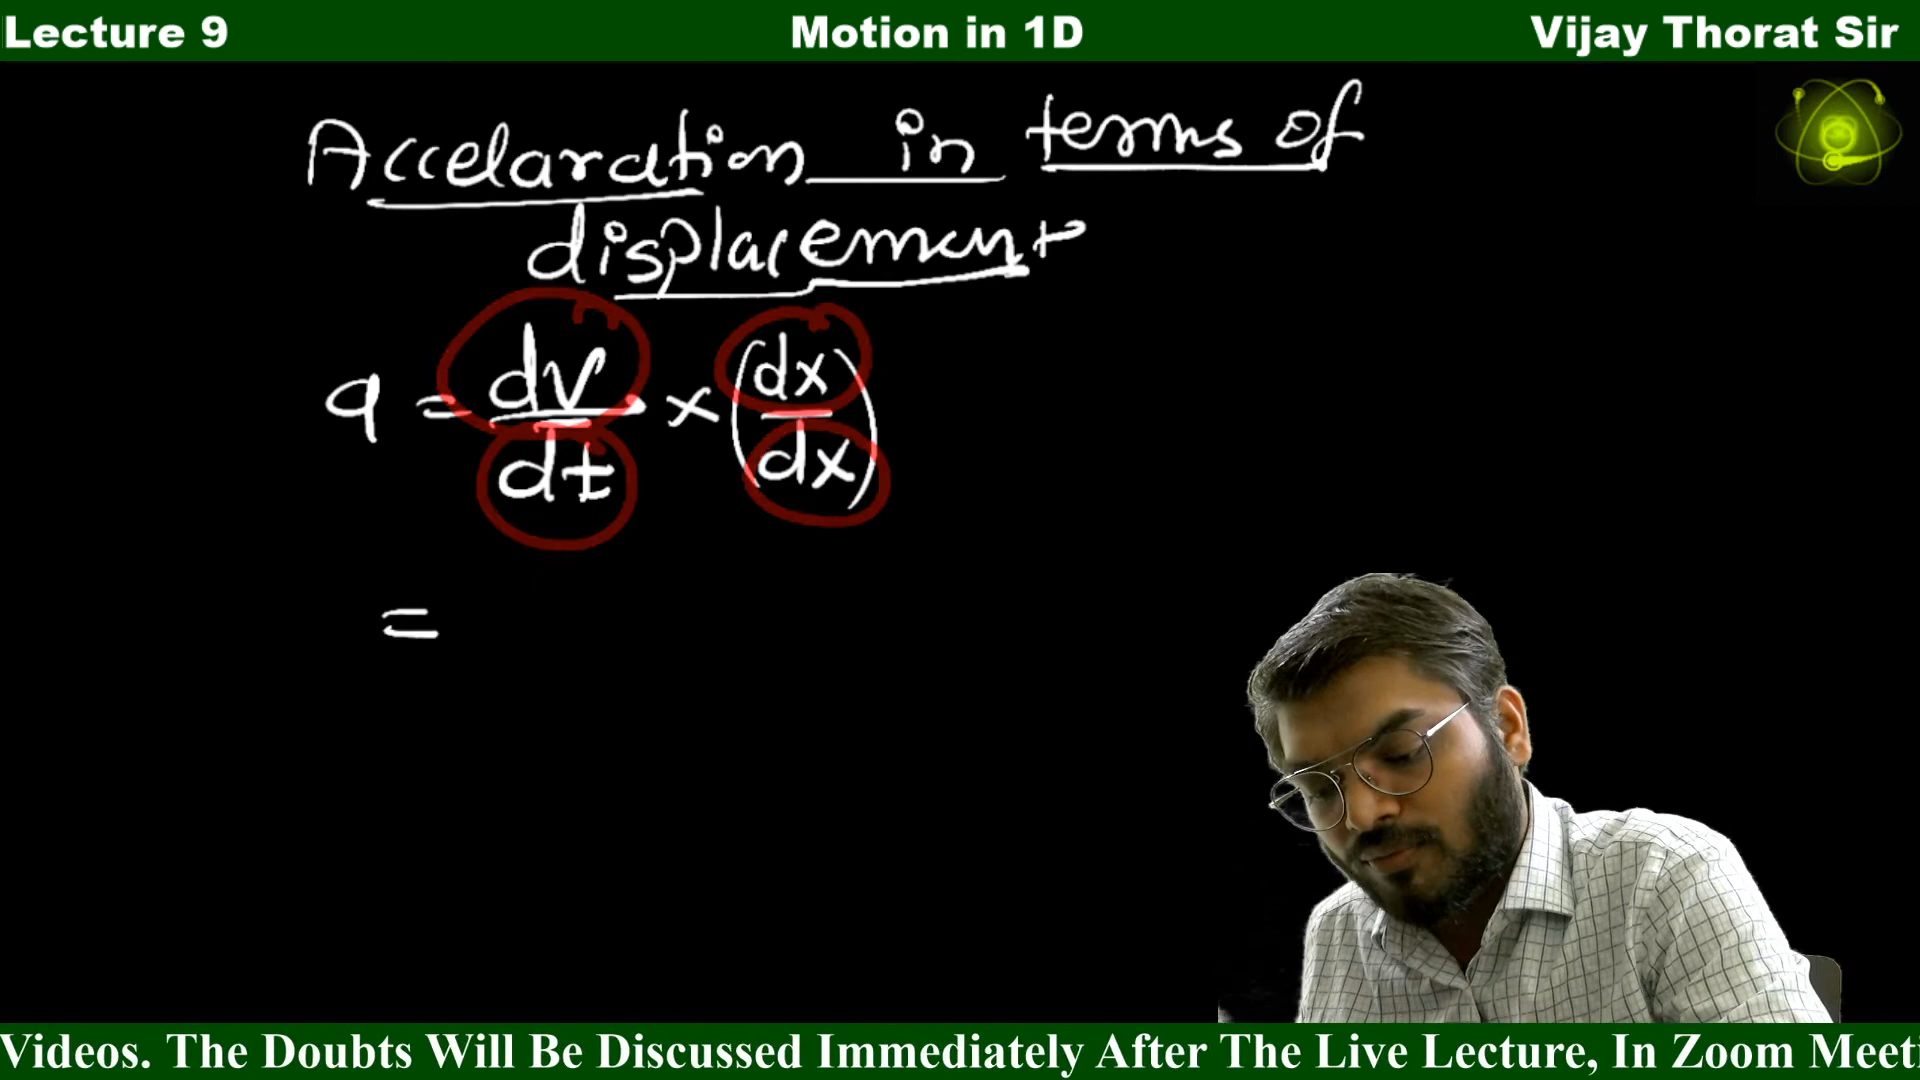 Lecture 9 Motion in 1D Vijay Thorat Sir
Accelaration in terms of
displacement
a = dv/dt × (dx/dx)
=
Videos. The Doubts Will Be Discussed Immediately After The Live Lecture, In Zoom Meeti